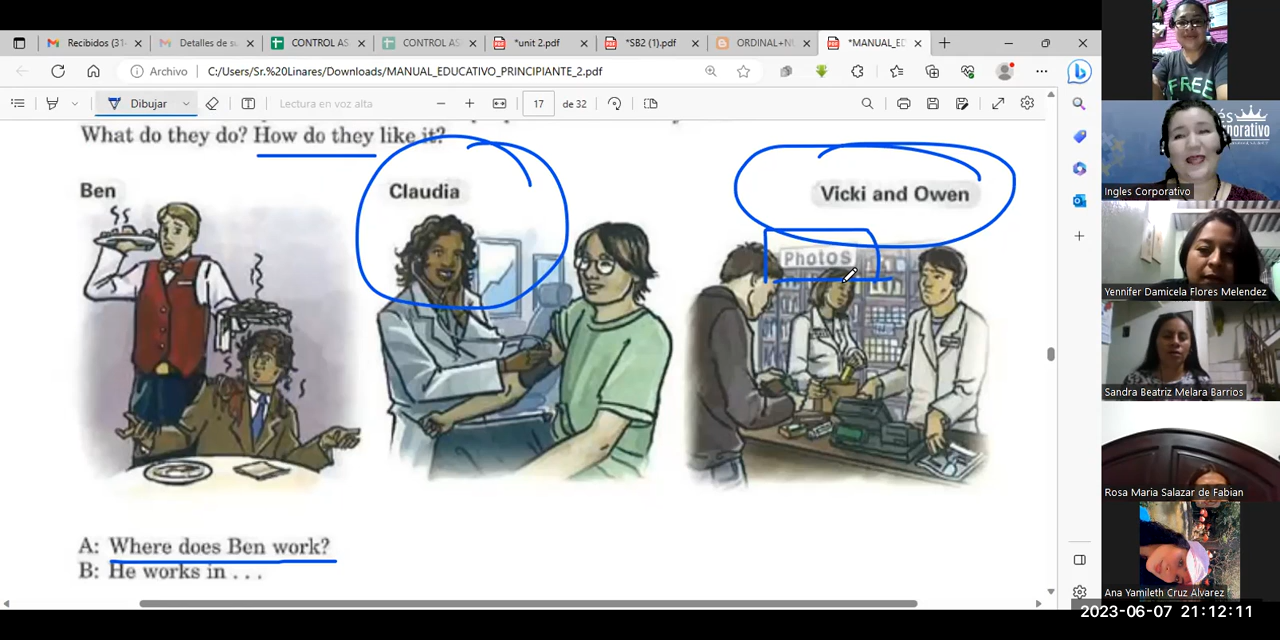 Recibidos (31-
Detalles de su
CONTROL AS
CONTROL AS
*unit 2.pdf
*SB2 (1).pdf
ORDINAL+NU
*MANUAL_ED
Archivo
C:/Users/Sr.%20Linares/Downloads/MANUAL_EDUCATIVO_PRINCIPIANTE_2.pdf
Dibujar
Lectura en voz alta
17
de 32
What do they do? How do they like it?
Ben
Claudia
Vicki and Owen
Photos
A: Where does Ben work?
B: He works in . . .
FREE
Ingles Corporativo
Yennifer Damicela Flores Melendez
Sandra Beatriz Melara Barrios
Rosa Maria Salazar de Fabian
Ana Yamileth Cruz Alvarez
2023-06-07 21:12:11